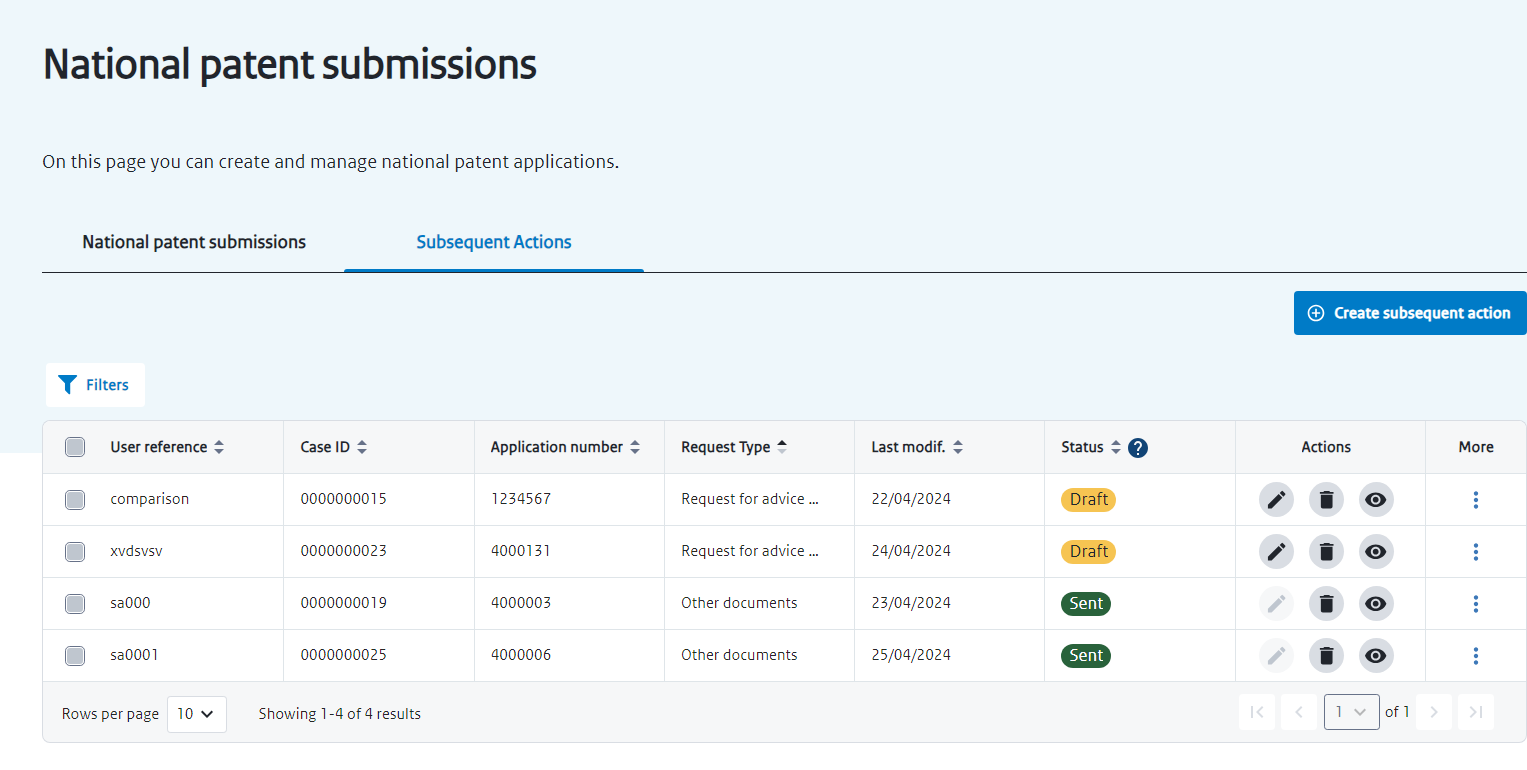 National patent submissions
On this page you can create and manage national patent applications.
National patent submissions Subsequent Actions
Create subsequent action
Filters
User reference Case ID Application number Request Type Last modif. Status ? Actions More
comparison 0000000015 1234567 Request for advice ... 22/04/2024 Draft
xvdsvsv 0000000023 4000131 Request for advice ... 24/04/2024 Draft
sa000 0000000019 4000003 Other documents 23/04/2024 Sent
sa0001 0000000025 4000006 Other documents 25/04/2024 Sent
Rows per page 10 Showing 1-4 of 4 results 1 of 1